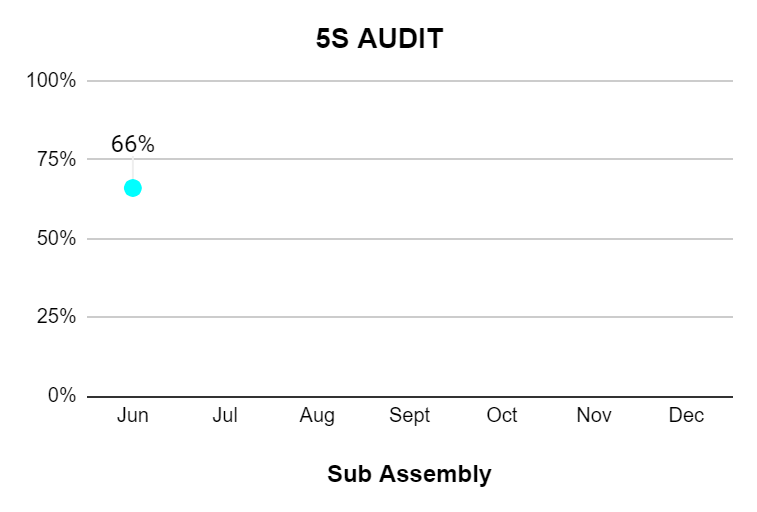 5S AUDIT
100%
66%
75%
50%
25%
0%
Jun Jul Aug Sept Oct Nov Dec
Sub Assembly